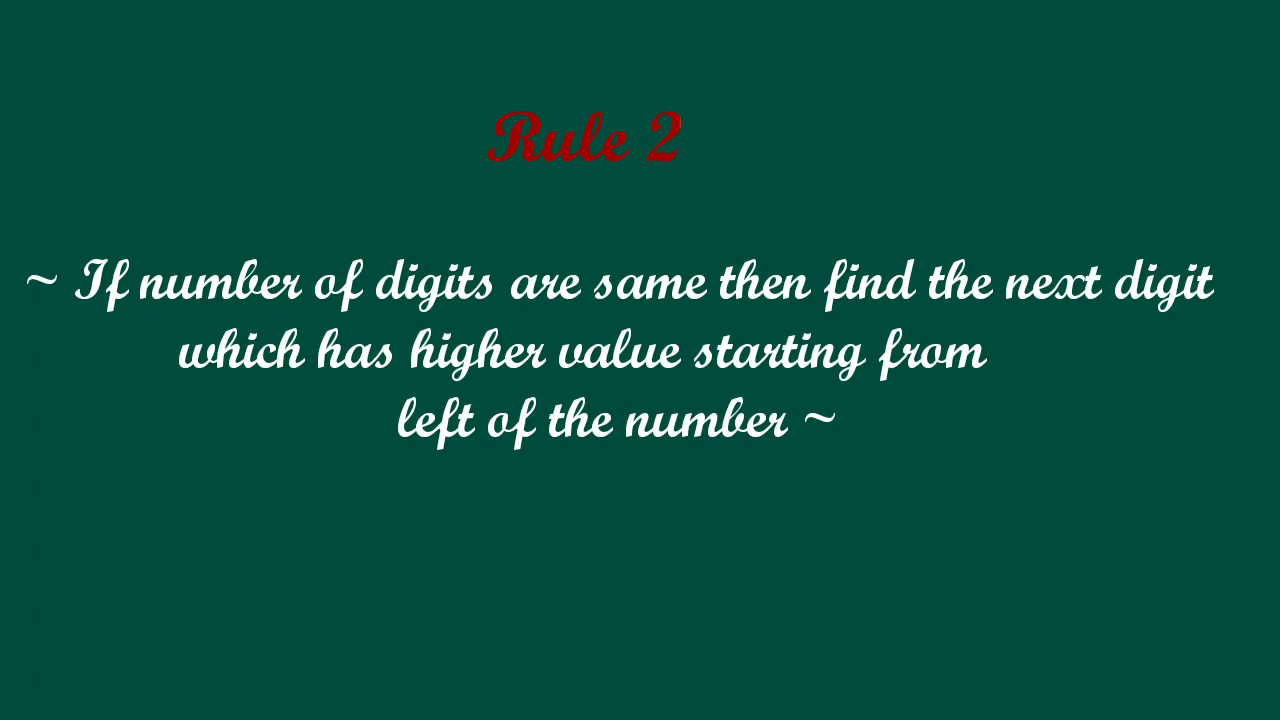 Rule 2
~ If number of digits are same then find the next digit
which has higher value starting from
left of the number ~